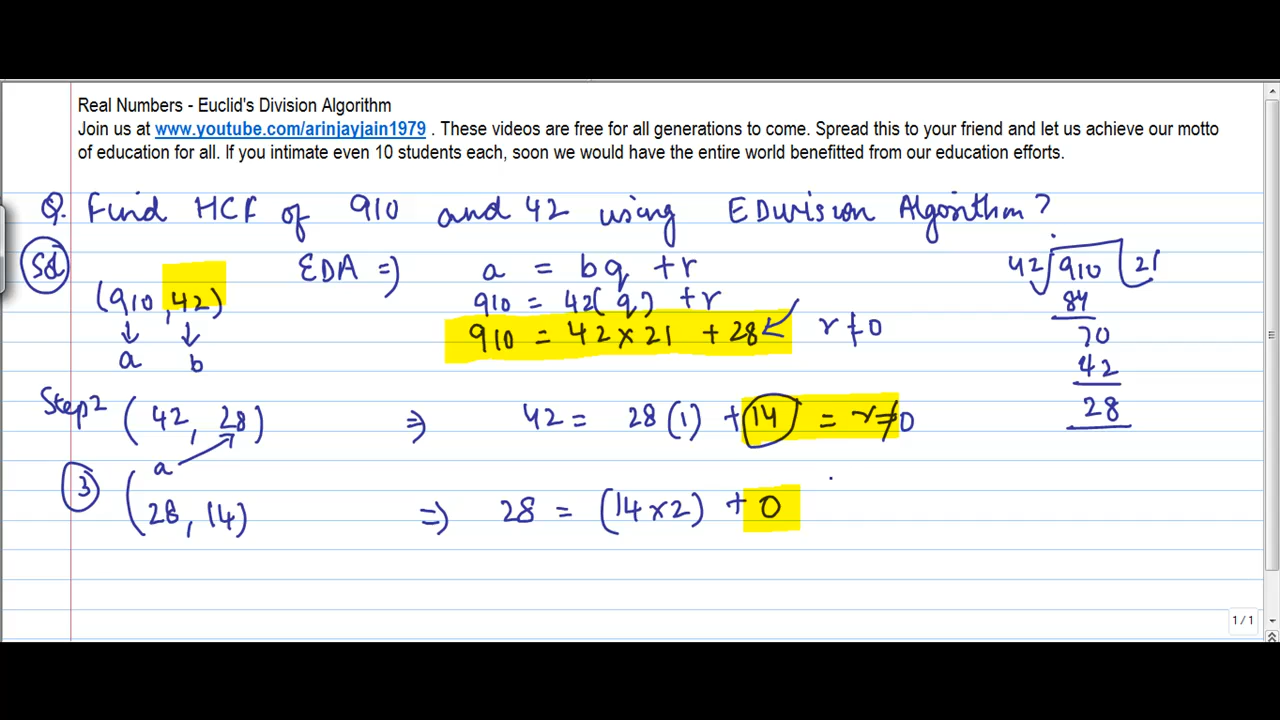 Real Numbers - Euclid's Division Algorithm
Join us at www.youtube.com/arinjayjain1979 . These videos are free for all generations to come. Spread this to your friend and let us achieve our motto
of education for all. If you intimate even 10 students each, soon we would have the entire world benefitted from our education efforts.
Q. Find HCF of 910 and 42 using EDivision Algorithm?
Sol
EDA ⇒ a = bq + r
(910, 42)
a b
910 = 42(q) + r
910 = 42 × 21 + 28 r ≠ 0
42 910 21
84
70
42
28
Step 2 (42, 28) ⇒ 42 = 28(1) + 14 = r ≠ 0
a
③ (28, 14) ⇒ 28 = (14×2) + 0
1 / 1